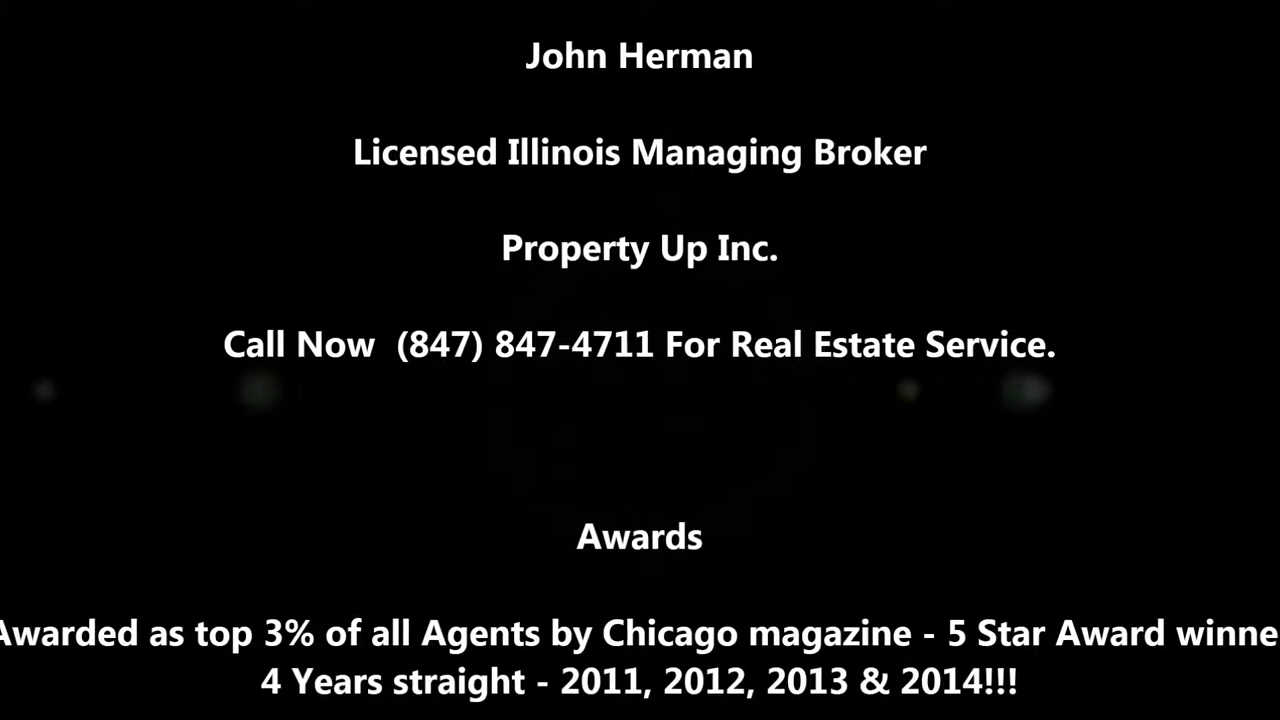 John Herman
Licensed Illinois Managing Broker
Property Up Inc.
Call Now  (847) 847-4711 For Real Estate Service.
Awards
Awarded as top 3% of all Agents by Chicago magazine - 5 Star Award winne
4 Years straight - 2011, 2012, 2013 & 2014!!!